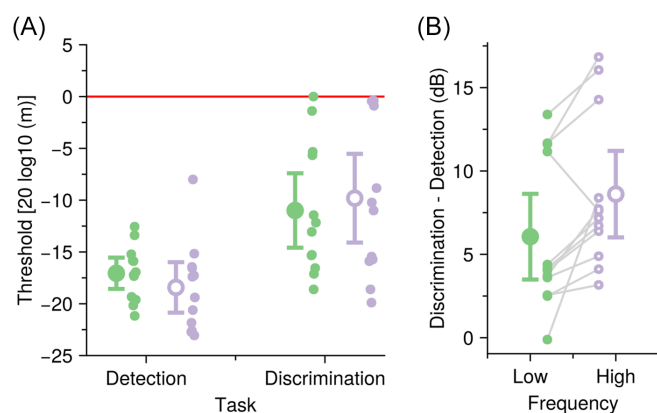 (A)
Threshold [20 log10 (m)]
5
0
−5
−10
−15
−20
−25
Detection
Discrimination
Task
(B)
Discrimination - Detection (dB)
15
10
5
0
Low
High
Frequency